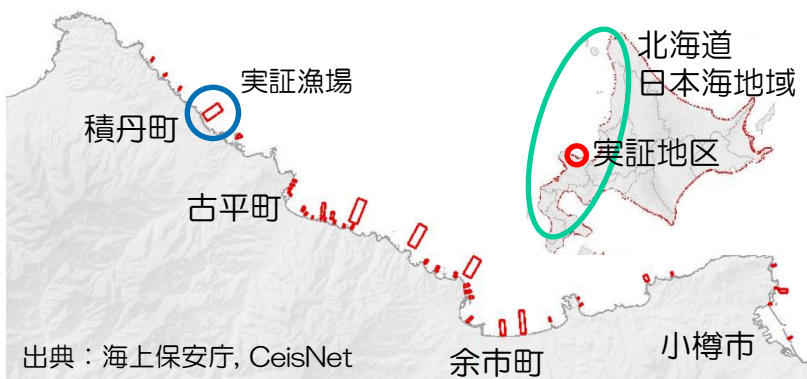 北海道
日本海地域
実証漁場
積丹町
実証地区
古平町
余市町
小樽市
出典：海上保安庁, CeisNet